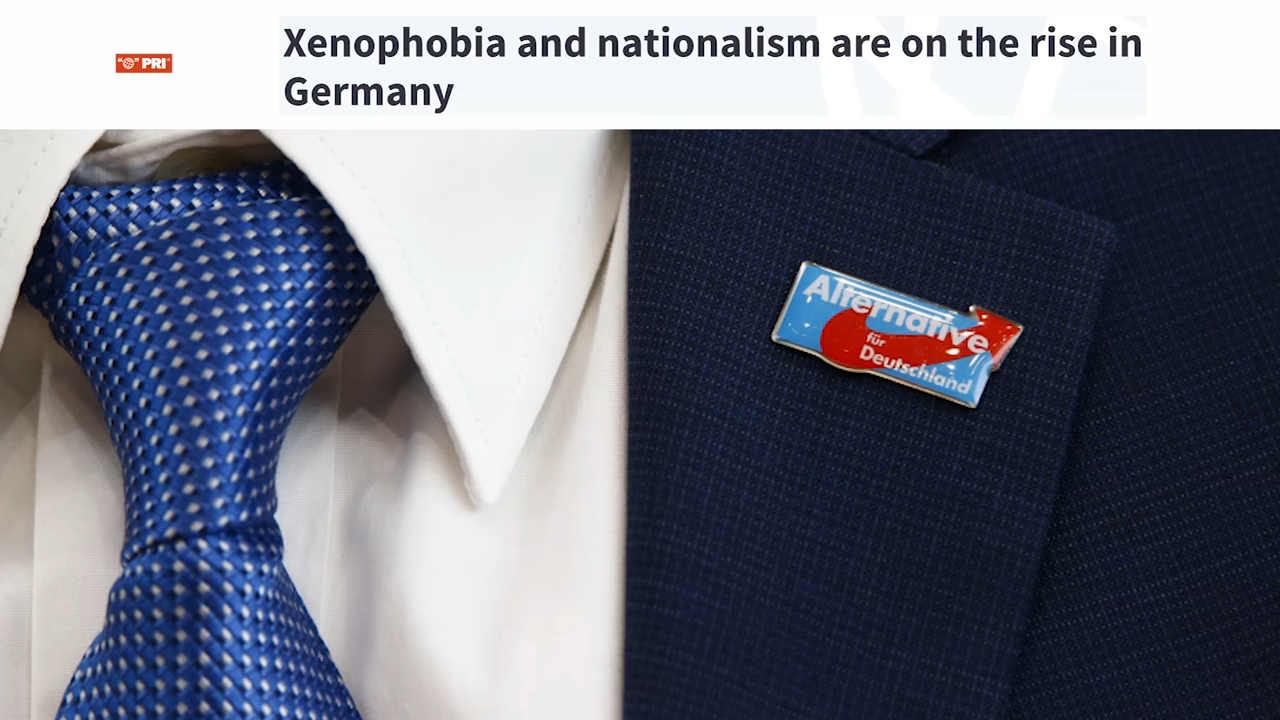 Xenophobia and nationalism are on the rise in
PRI
Germany
Alternative
für
Deutschland